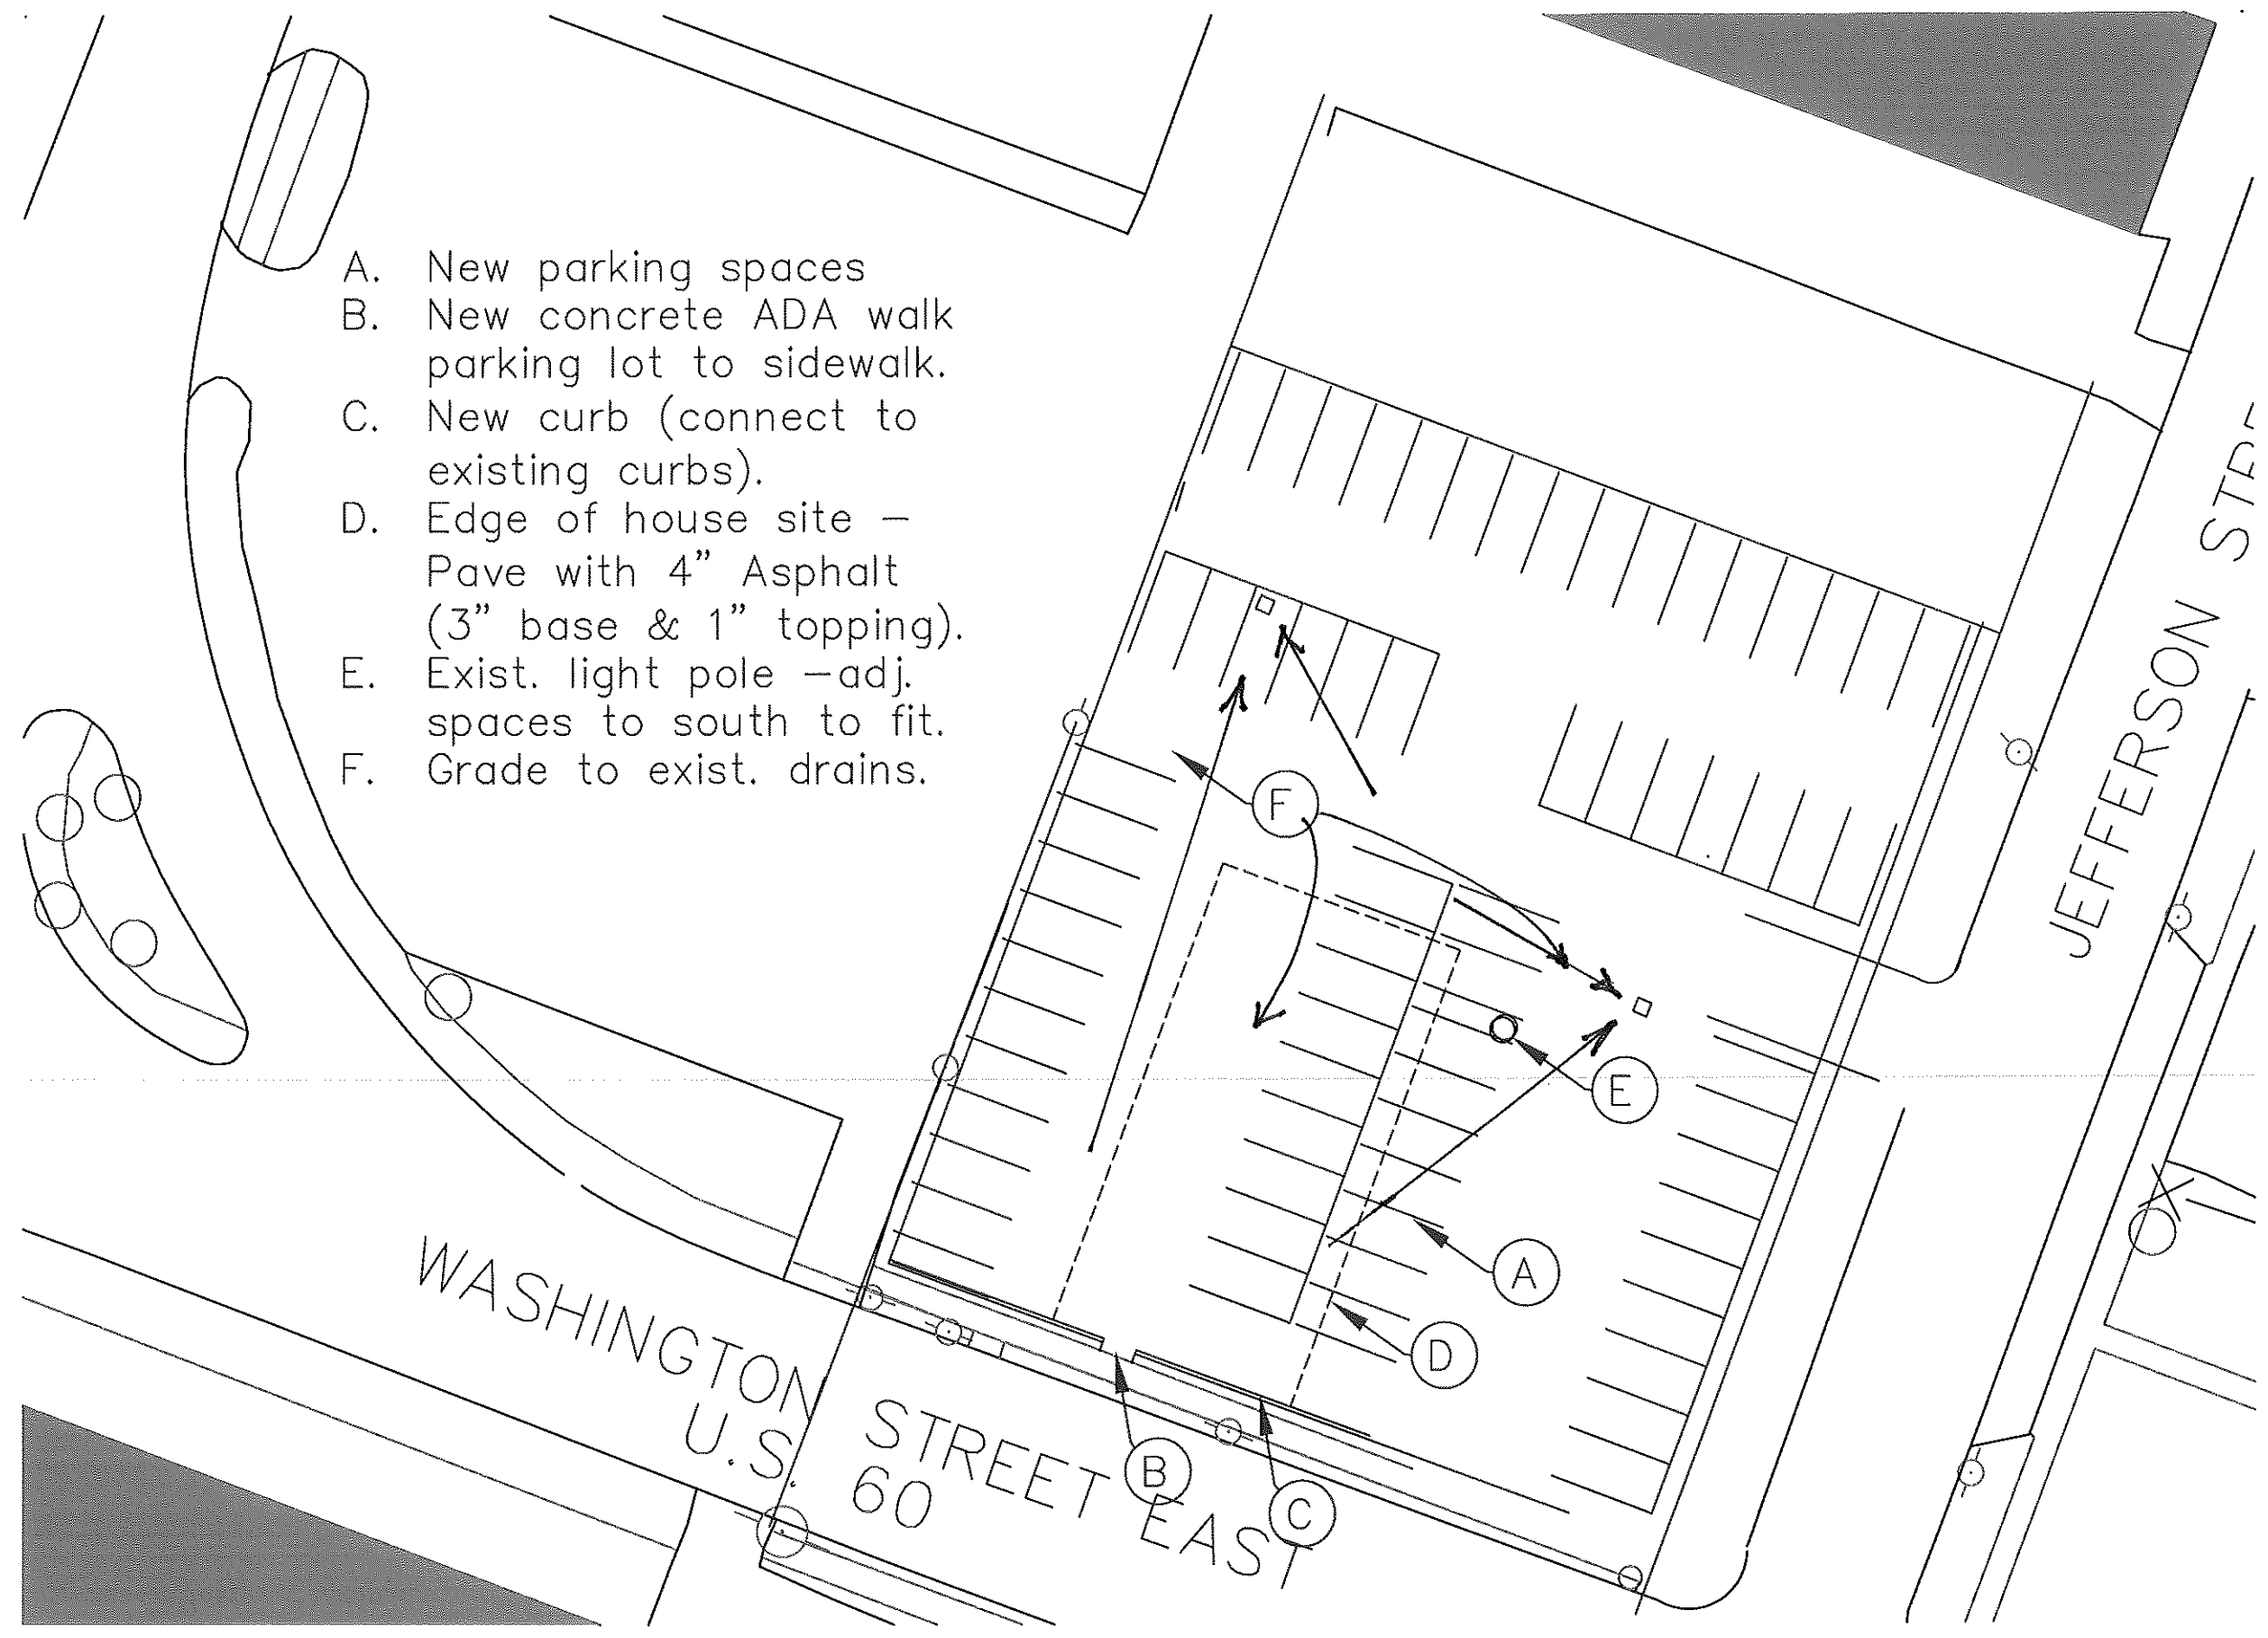 A. New parking spaces
B. New concrete ADA walk
parking lot to sidewalk.
C. New curb (connect to
existing curbs).
D. Edge of house site –
Pave with 4” Asphalt
(3” base & 1” topping).
E. Exist. light pole –adj.
spaces to south to fit.
F. Grade to exist. drains.
F
E
A
D
B
C
JEFFERSON
WASHINGTON
STREET EAST
U.S. 60